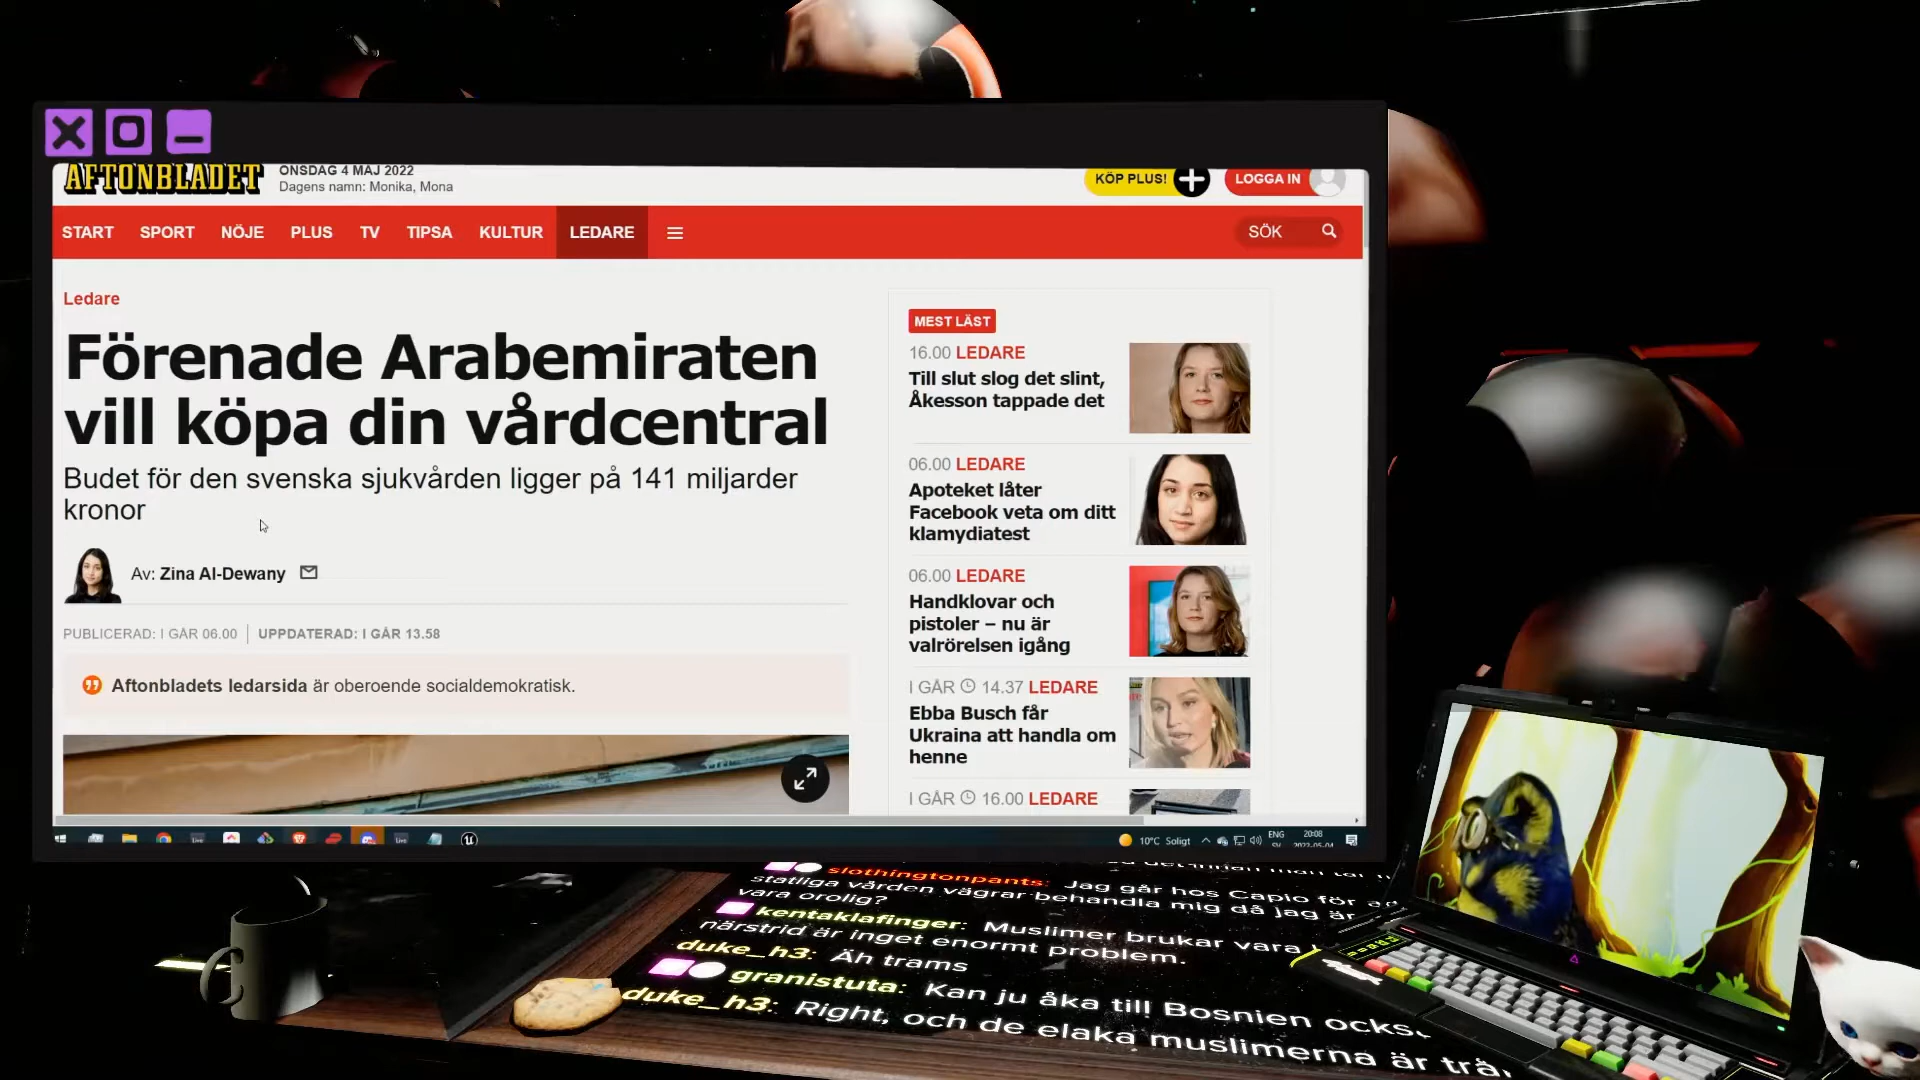 AFTONBLADET
ONSDAG 4 MAJ 2022
Dagens namn: Monika, Mona
KÖP PLUS!
LOGGA IN
START SPORT NÖJE PLUS TV TIPSA KULTUR LEDARE
SÖK
Ledare
Förenade Arabemiraten
vill köpa din vårdcentral
Budet för den svenska sjukvården ligger på 141 miljarder
kronor
Av: Zina Al-Dewany
PUBLICERAD: I GÅR 06.00
UPPDATERAD: I GÅR 13.58
Aftonbladets ledarsida är oberoende socialdemokratisk.
MEST LÄST
16.00 LEDARE
Till slut slog det slint,
Åkesson tappade det
06.00 LEDARE
Apoteket låter
Facebook veta om ditt
klamydiatest
06.00 LEDARE
Handklovar och
pistoler – nu är
valrörelsen igång
I GÅR 14.37 LEDARE
Ebba Busch får
Ukraina att handla om
henne
I GÅR 16.00 LEDARE
10°C Soligt
ENG
SV
20:08
2022-05-04
slothingtonpants: Jag går hos Capio för
statliga vården vägrar behandla mig då jag är
vara orolig?
kentaklafinger: Muslimer brukar vara
närstrid är inget enormt problem.
duke_h3: Äh trams
granistuta: Kan ju åka till Bosnien
duke_h3: Right, och de elaka muslimerna är